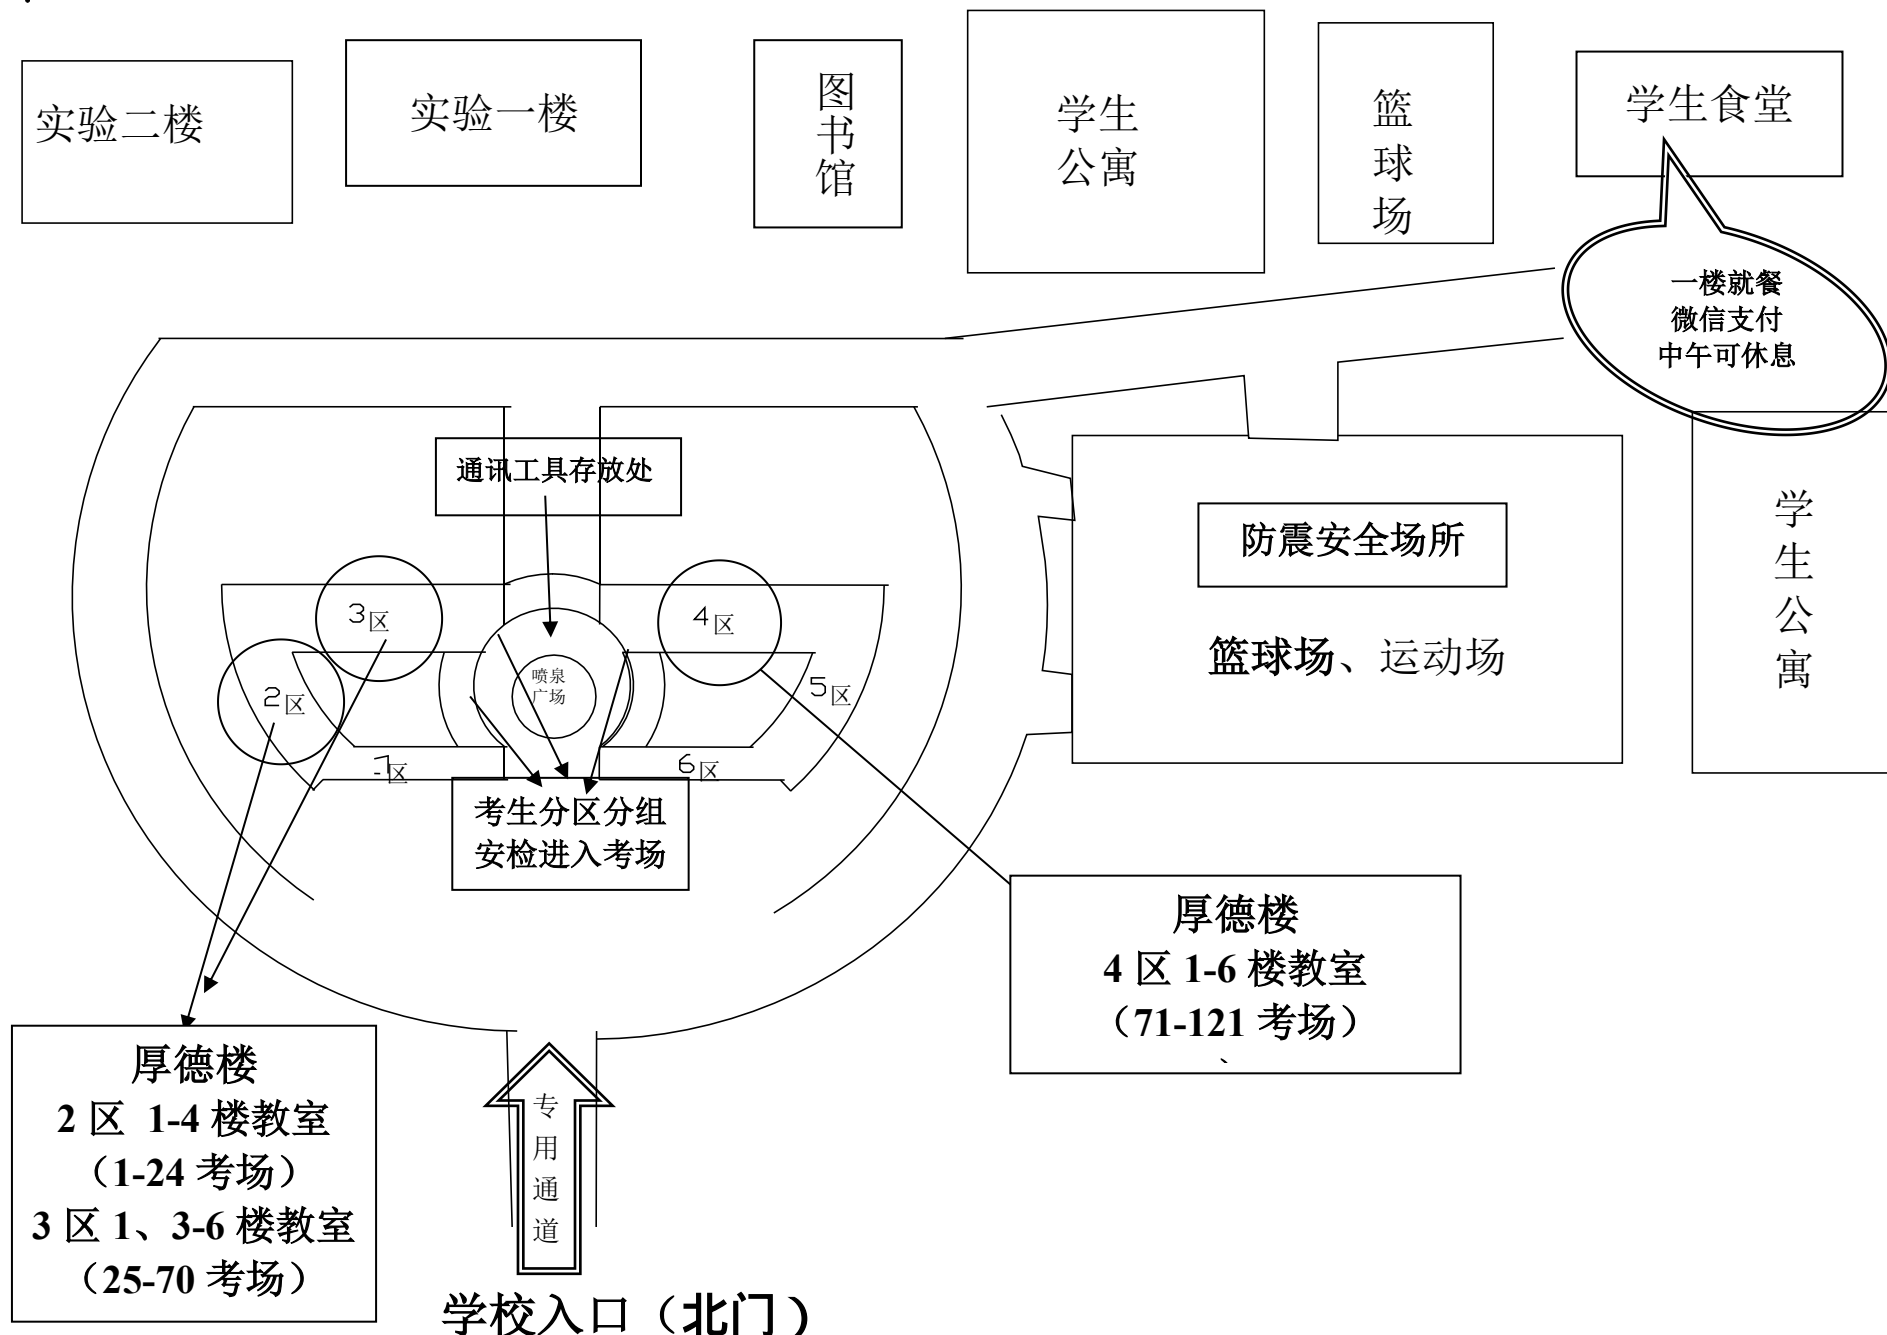 实验二楼
实验一楼
图书馆
学生
公寓
篮球场
学生食堂
一楼就餐
微信支付
中午可休息
通讯工具存放处
防震安全场所
篮球场、运动场
学生公寓
3区
4区
2区
喷泉
广场
5区
7区
6区
考生分区分组
安检进入考场
厚德楼
4 区 1-6 楼教室
（71-121 考场）
、
厚德楼
2 区 1-4 楼教室
（1-24 考场）
3 区 1、3-6 楼教室
（25-70 考场）
专用通道
学校入口（北门）